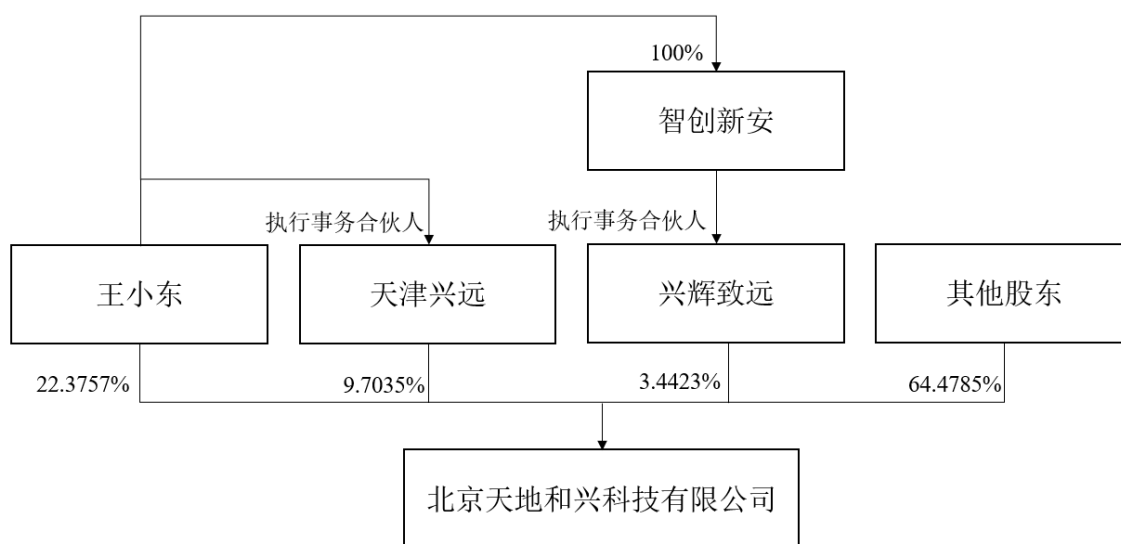 100%
智创新安
执行事务合伙人
执行事务合伙人
王小东
天津兴远
兴辉致远
其他股东
22.3757%
9.7035%
3.4423%
64.4785%
北京天地和兴科技有限公司